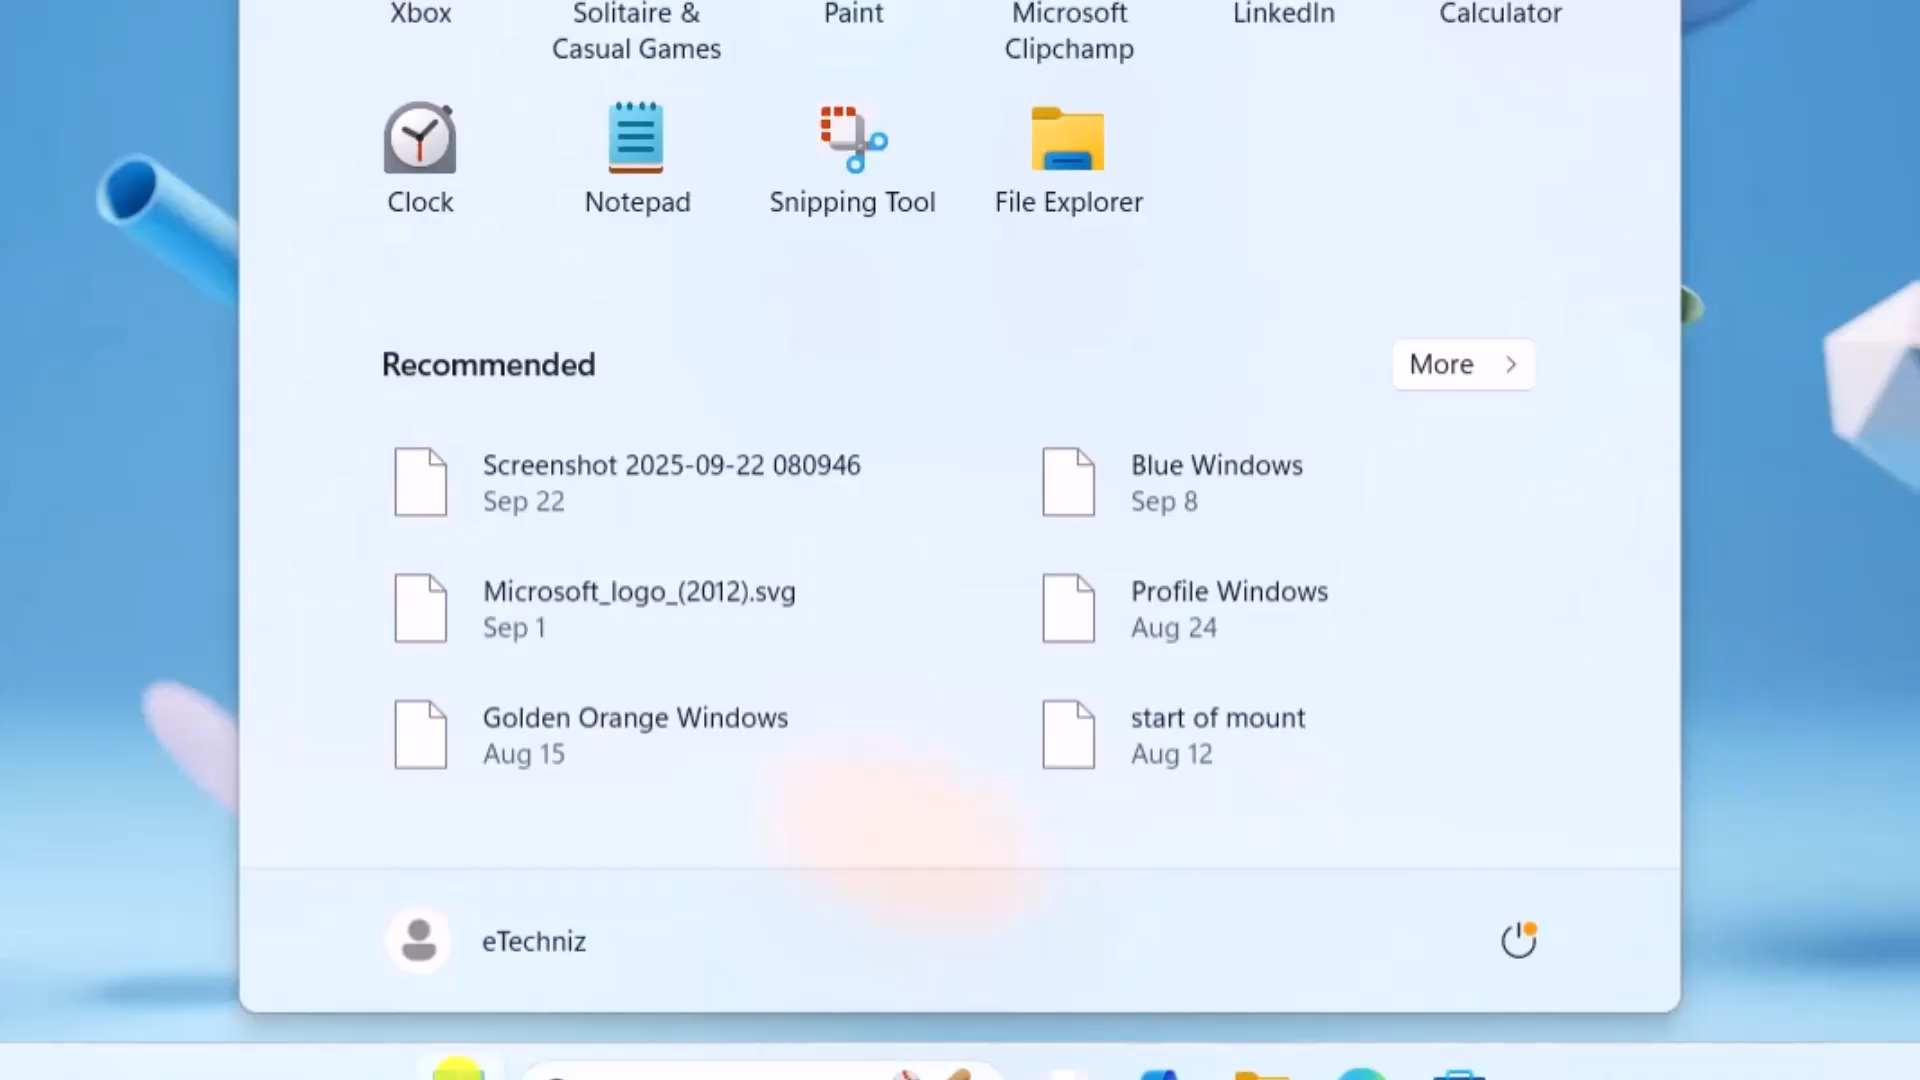 Xbox
Solitaire &
Casual Games
Paint
Microsoft
Clipchamp
LinkedIn
Calculator
Clock
Notepad
Snipping Tool
File Explorer
Recommended
More
Screenshot 2025-09-22 080946
Sep 22
Blue Windows
Sep 8
Microsoft_logo_(2012).svg
Sep 1
Profile Windows
Aug 24
Golden Orange Windows
Aug 15
start of mount
Aug 12
eTechniz